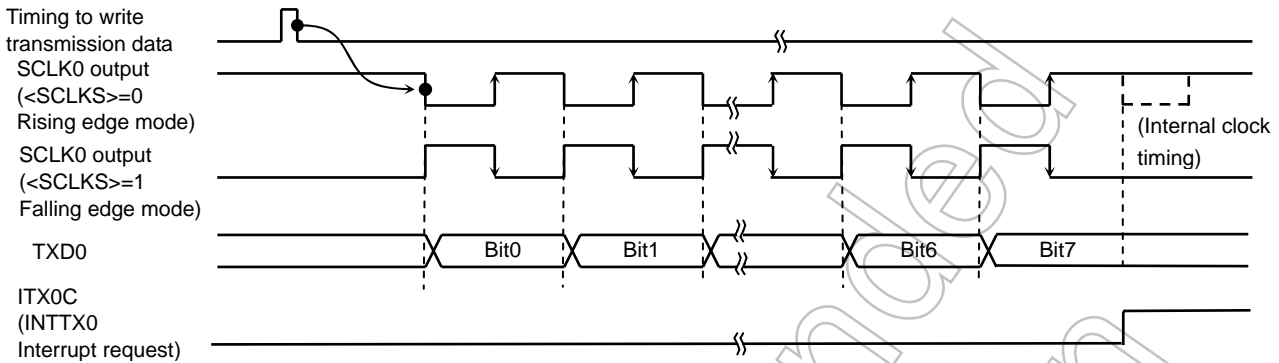 Timing to write
transmission data
SCLK0 output
(<SCLKS>=0
Rising edge mode)
(Internal clock
timing)
SCLK0 output
(<SCLKS>=1
Falling edge mode)
TXD0
Bit0
Bit1
Bit6
Bit7
ITX0C
(INTTX0
Interrupt request)